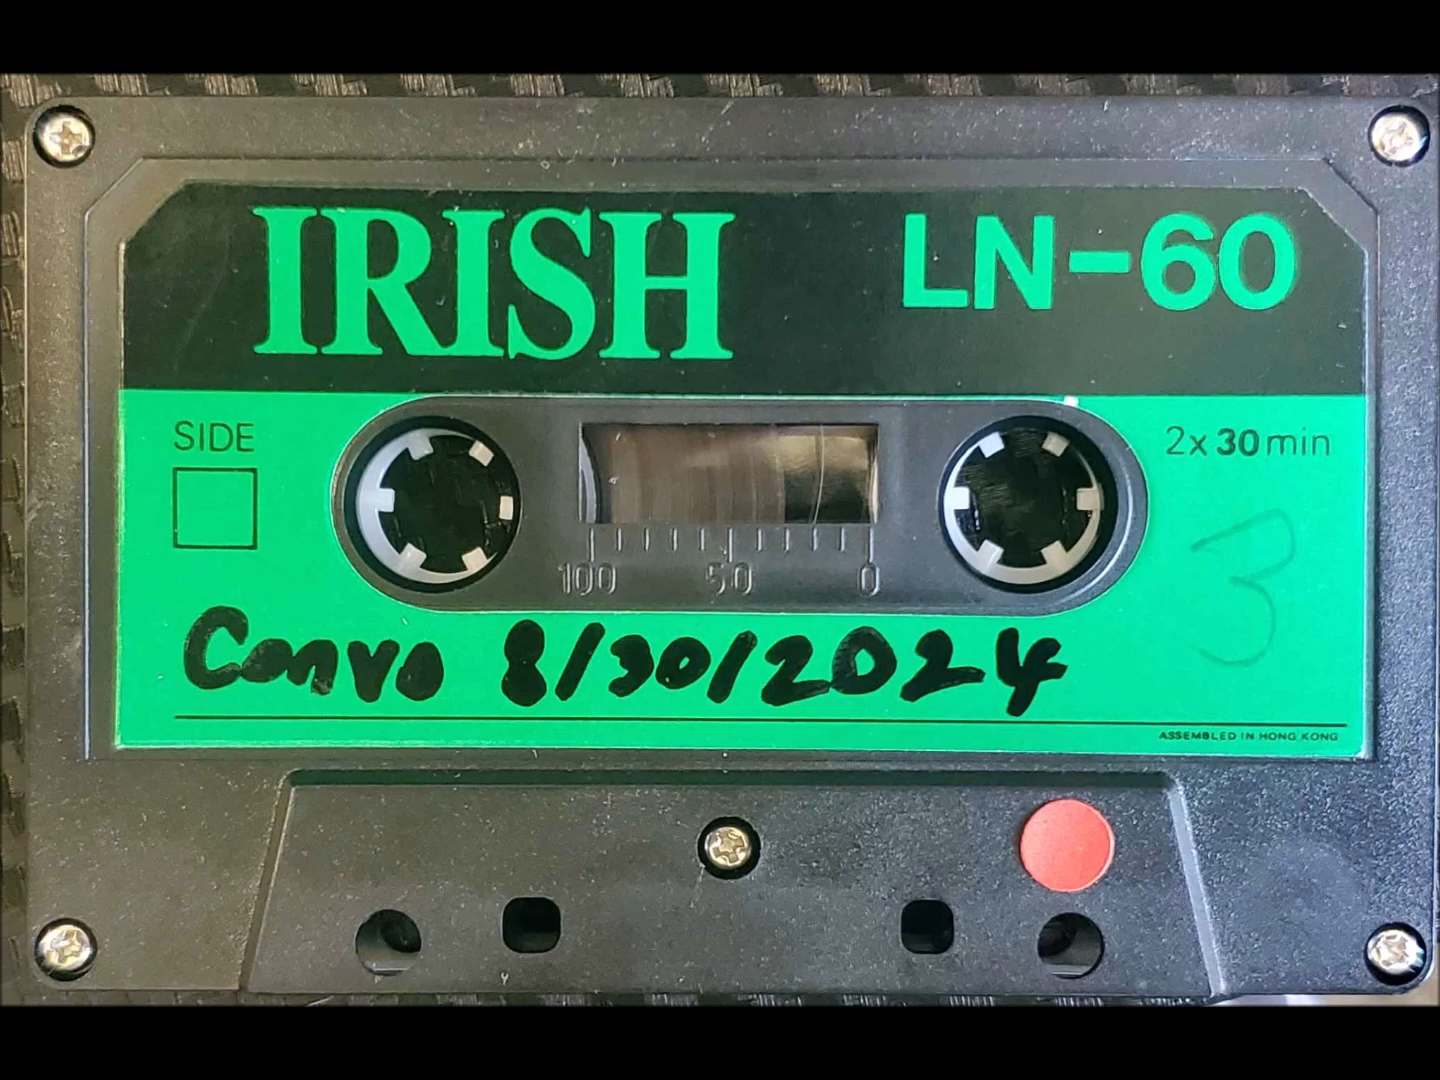 IRISH LN-60
SIDE
2x30min
100 50 0
3
Convo 8/30/2024
ASSEMBLED IN HONG KONG